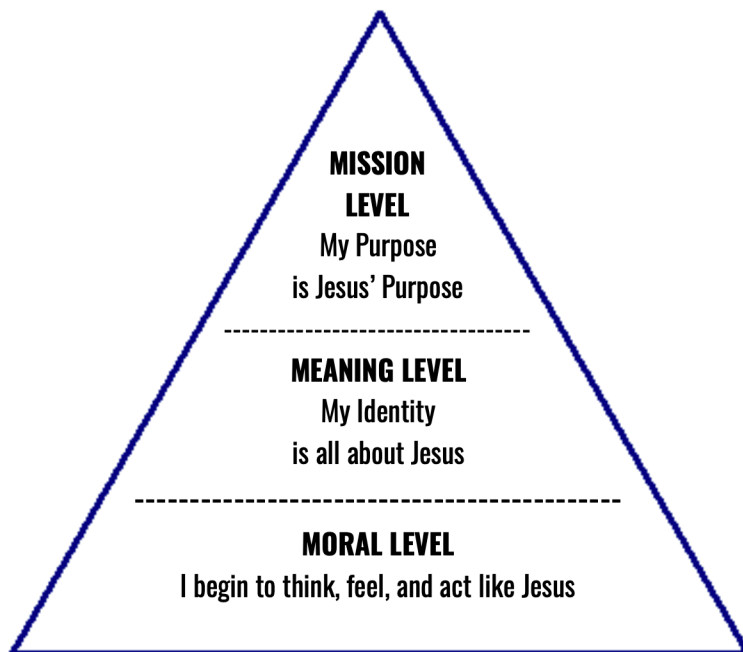 MISSION
LEVEL
My Purpose
is Jesus’ Purpose
MEANING LEVEL
My Identity
is all about Jesus
MORAL LEVEL
I begin to think, feel, and act like Jesus